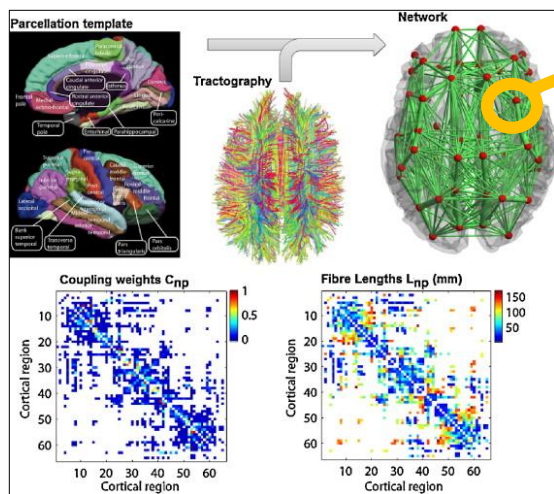 Parcellation template
Network
Tractography
Caudal anterior
cingulate
Rostral anterior
cingulate
Isthmus
Medial
orbitofrontal
Frontal
pole
Temporal
pole
Entorhinal
Parahippocampal
Peri-
calcarine
Caudal
middle
frontal
Lateral
occipital
Bank
superior
temporal
Transverse
temporal
Pars
triangularis
Pars
orbitalis
Coupling weights Cnp
Fibre Lengths Lnp (mm)
1
0.5
0
150
100
50
Cortical region
10
20
30
40
50
60
10 20 30 40 50 60
Cortical region
Cortical region
10
20
30
40
50
60
10 20 30 40 50 60
Cortical region